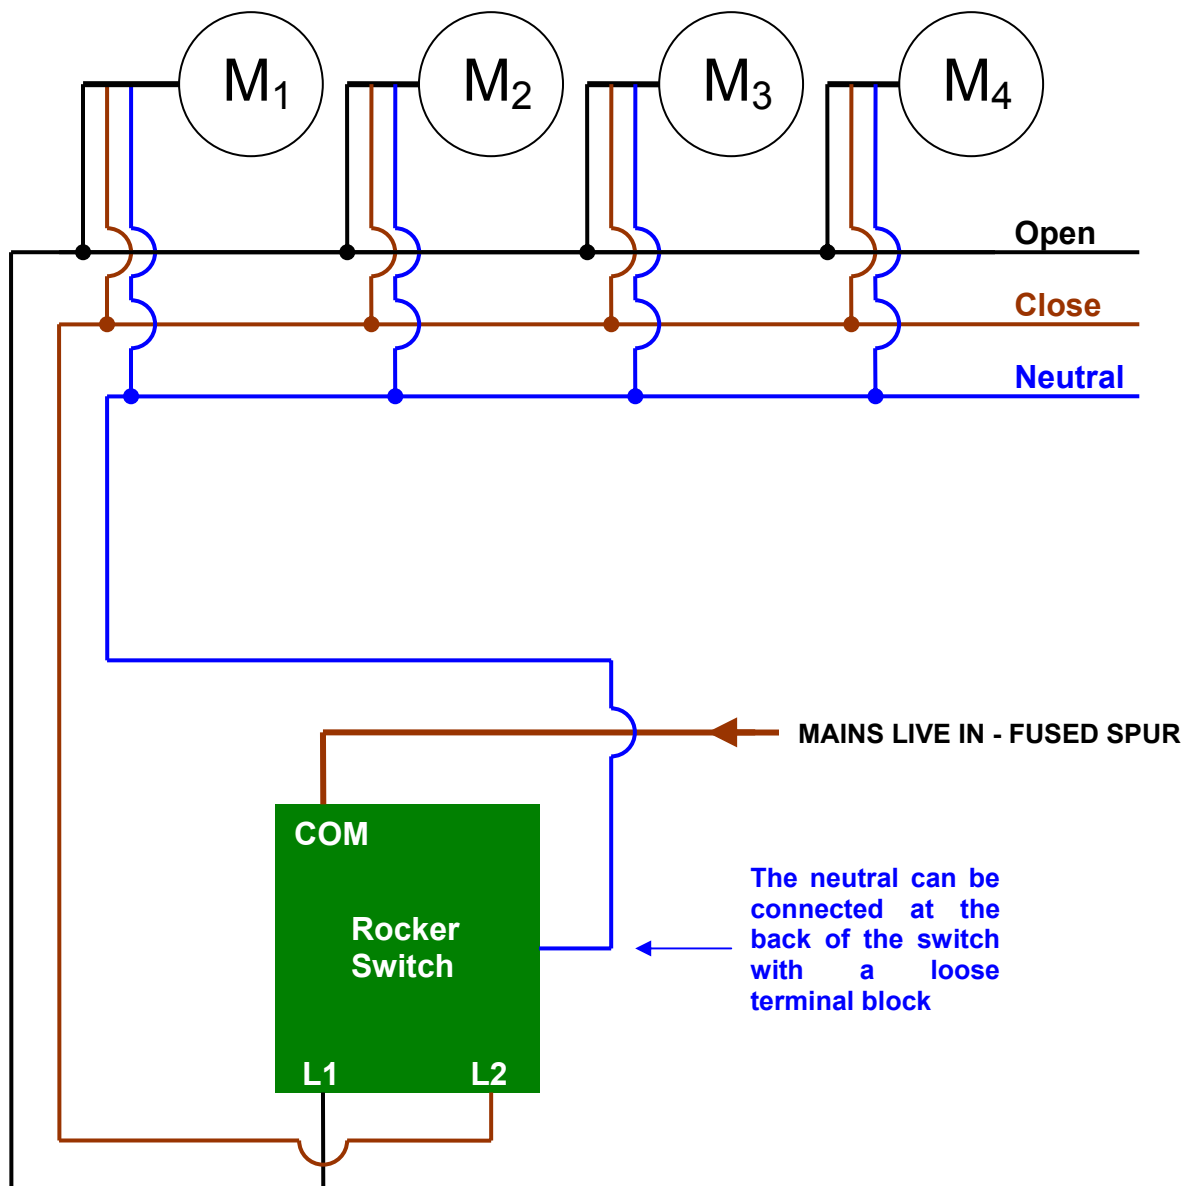 M1 M2 M3 M4
Open
Close
Neutral
MAINS LIVE IN - FUSED SPUR
COM
Rocker
Switch
L1 L2
The neutral can be
connected at the
back of the switch
with a loose
terminal block